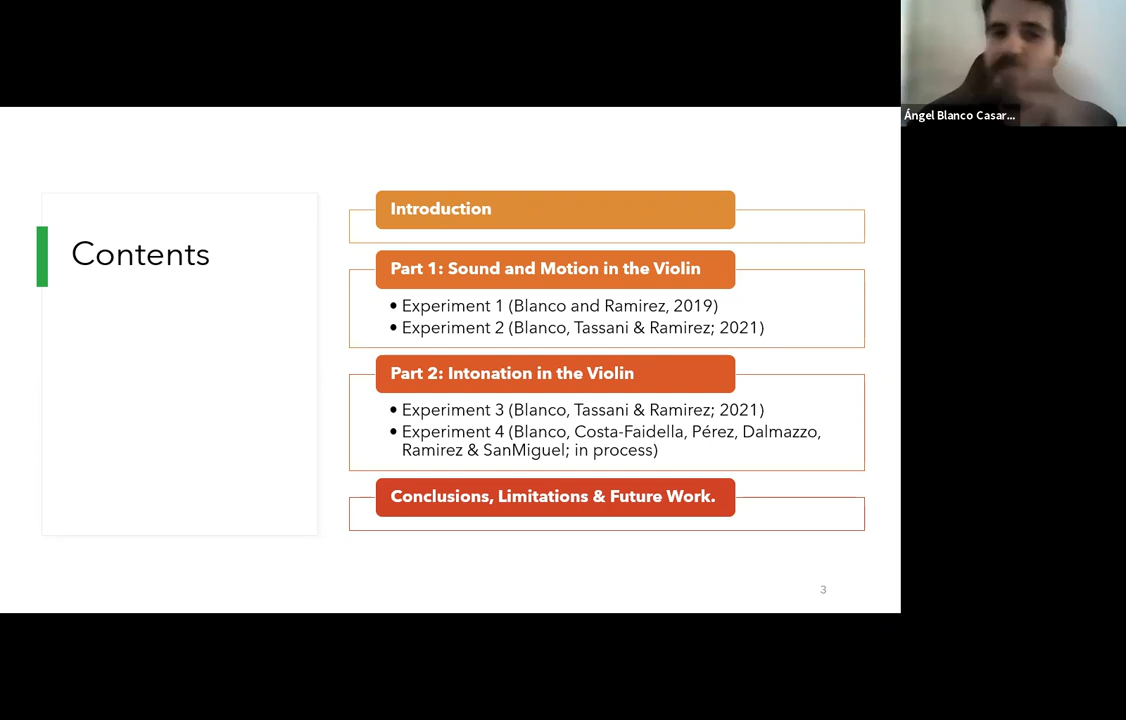 Ángel Blanco Casar...
Contents
Introduction
Part 1: Sound and Motion in the Violin
• Experiment 1 (Blanco and Ramirez, 2019)
• Experiment 2 (Blanco, Tassani & Ramirez; 2021)
Part 2: Intonation in the Violin
• Experiment 3 (Blanco, Tassani & Ramirez; 2021)
• Experiment 4 (Blanco, Costa-Faidella, Pérez, Dalmazzo,
Ramirez & SanMiguel; in process)
Conclusions, Limitations & Future Work.
3